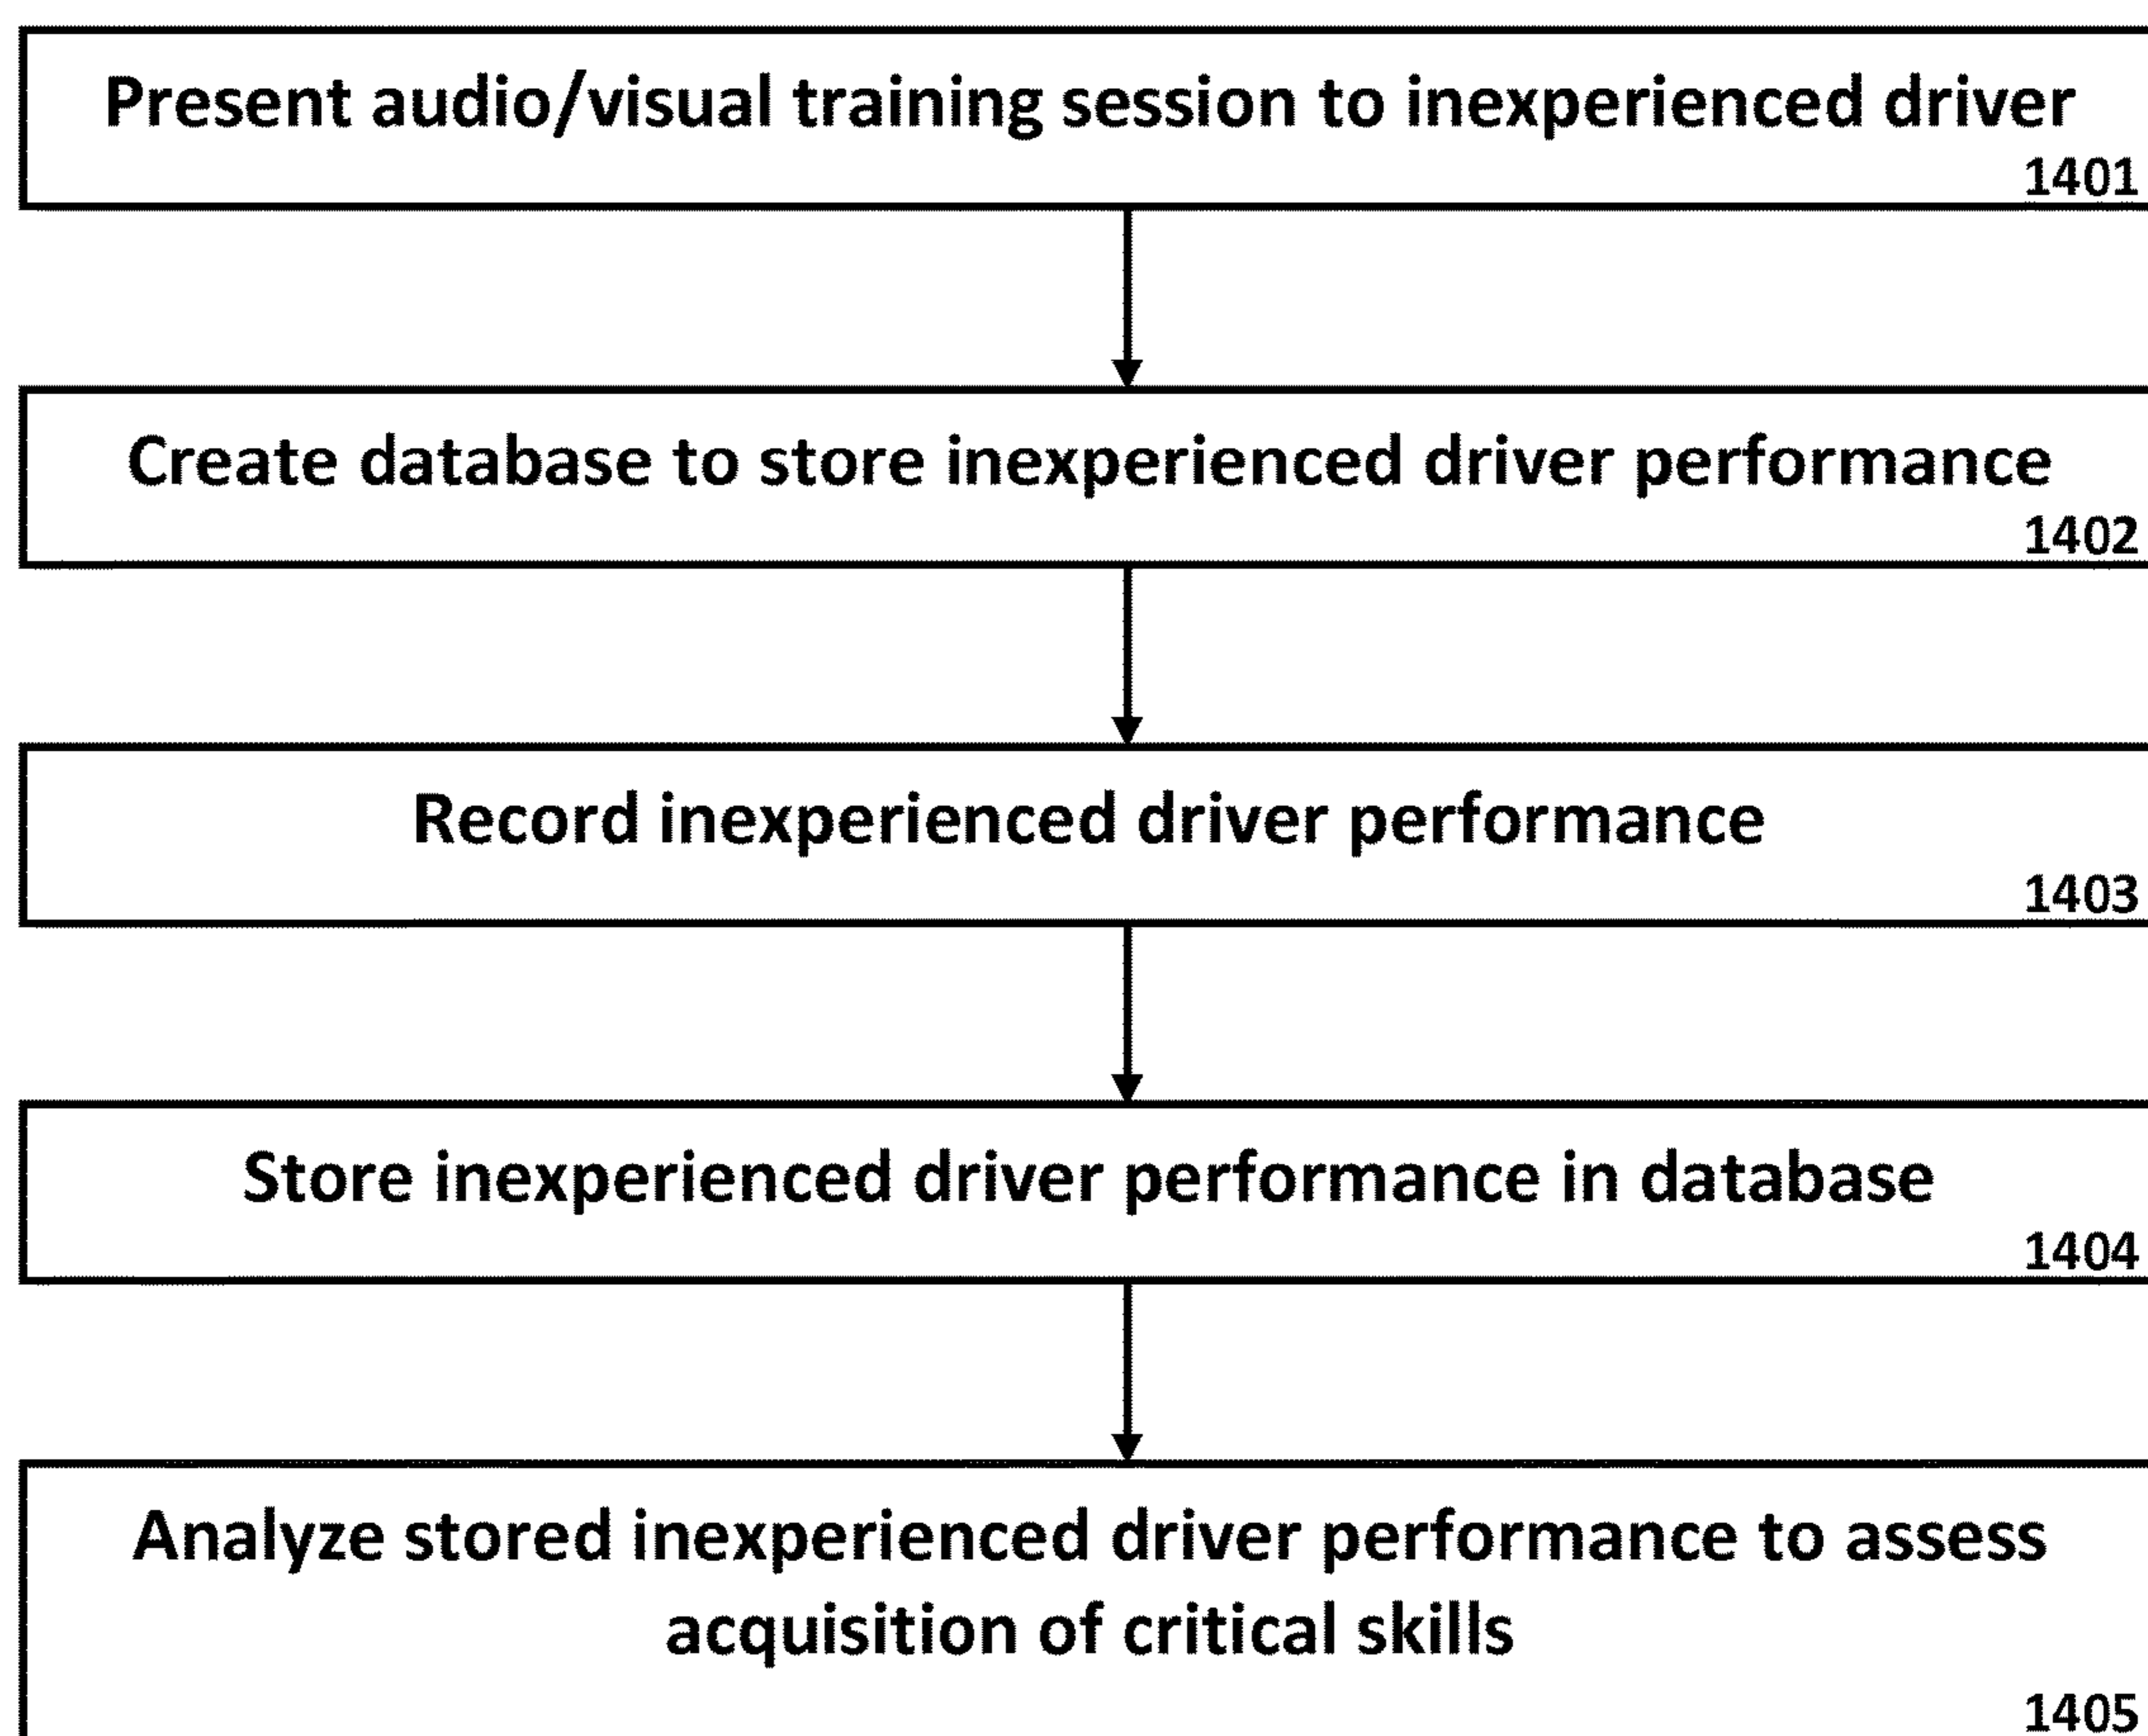 Present audio/visual training session to inexperienced driver
1401
Create database to store inexperienced driver performance
1402
Record inexperienced driver performance
1403
Store inexperienced driver performance in database
1404
Analyze stored inexperienced driver performance to assess
acquisition of critical skills
1405